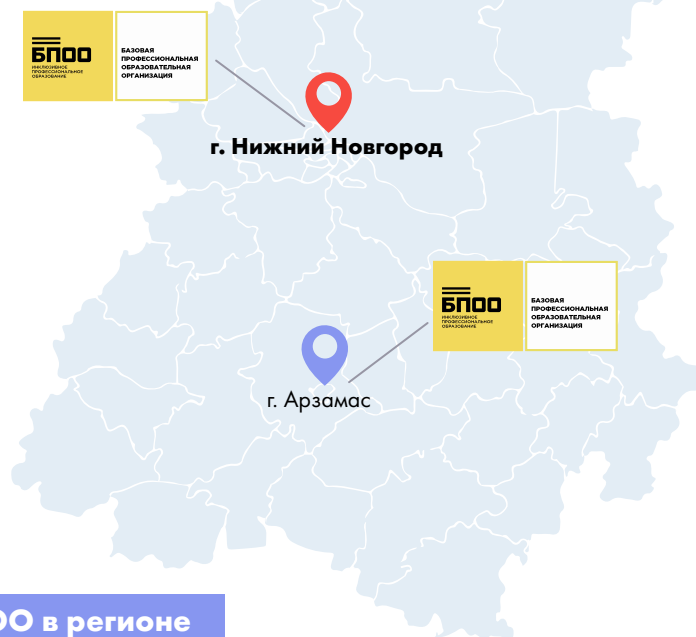 БПОО
ИНКЛЮЗИВНОЕ
ПРОФЕССИОНАЛЬНОЕ
ОБРАЗОВАНИЕ
БАЗОВАЯ
ПРОФЕССИОНАЛЬНАЯ
ОБРАЗОВАТЕЛЬНАЯ
ОРГАНИЗАЦИЯ
г. Нижний Новгород
БПОО
ИНКЛЮЗИВНОЕ
ПРОФЕССИОНАЛЬНОЕ
ОБРАЗОВАНИЕ
БАЗОВАЯ
ПРОФЕССИОНАЛЬНАЯ
ОБРАЗОВАТЕЛЬНАЯ
ОРГАНИЗАЦИЯ
г. Арзамас
ОО в регионе